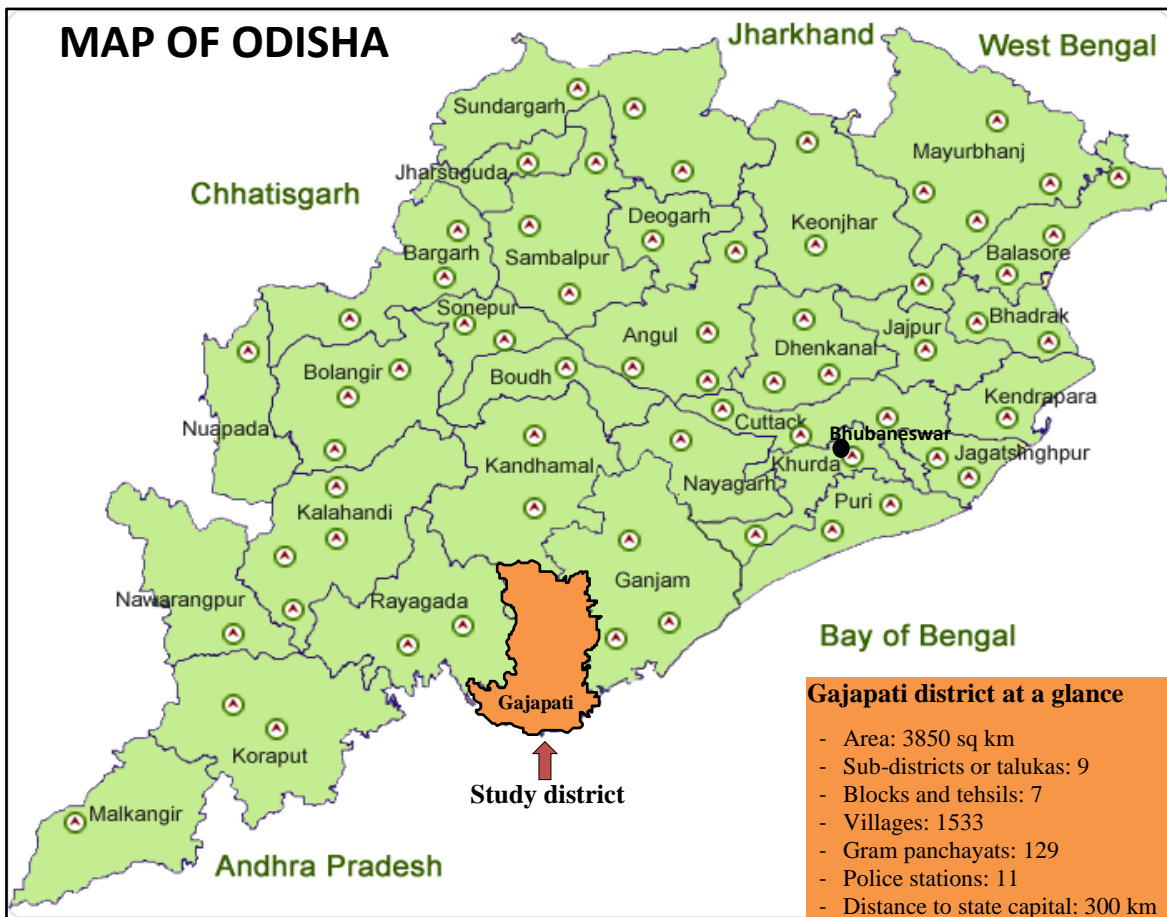 MAP OF ODISHA
Jharkhand
West Bengal
Sundargarh
Mayurbhanj
Jharsuguda
Chhatisgarh
Deogarh
Keonjhar
Bargarh
Sambalpur
Balasore
Sonepur
Angul
Jajpur
Bhadrak
Dhenkanal
Bolangir
Boudh
Kendrapara
Nuapada
Cuttack
Bhubaneswar
Kandhamal
Khurda
Jagatsinghpur
Nayagarh
Puri
Kalahandi
Nawarangpur
Rayagada
Ganjam
Bay of Bengal
Gajapati
Koraput
Study district
Malkangir
Andhra Pradesh
Gajapati district at a glance
- Area: 3850 sq km
- Sub-districts or talukas: 9
- Blocks and tehsils: 7
- Villages: 1533
- Gram panchayats: 129
- Police stations: 11
- Distance to state capital: 300 km